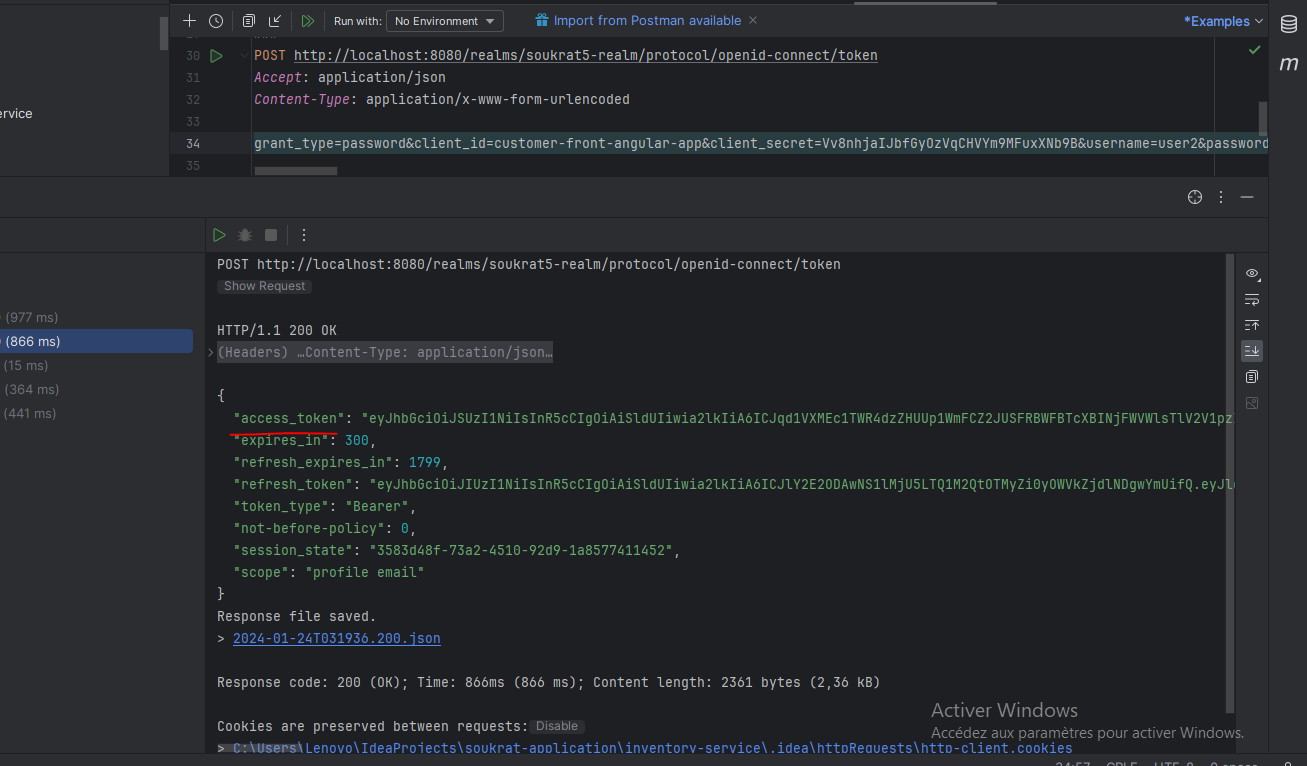 Run with: No Environment Import from Postman available *Examples
30 POST http://localhost:8080/realms/soukrat5-realm/protocol/openid-connect/token
31 Accept: application/json
32 Content-Type: application/x-www-form-urlencoded
33
34 grant_type=password&client_id=customer-front-angular-app&client_secret=Vv8nhjaIJbfGyOzVqCHVYm9MFuxXNb9B&username=user2&password
35
ervice
m
POST http://localhost:8080/realms/soukrat5-realm/protocol/openid-connect/token
Show Request
(977 ms)
(866 ms)
(15 ms)
(364 ms)
(441 ms)
HTTP/1.1 200 OK
(Headers) …Content-Type: application/json…
{
"access_token": "eyJhbGciOiJSUzI1NiIsInR5cCIgOiAiSldUIiwia2lkIiA6ICJqd1VXMEc1TWR4dzZHUUp1WmFCZ2JUSFRBWFBTcXBINjFWVWlsTlV2V1pz
"expires_in": 300,
"refresh_expires_in": 1799,
"refresh_token": "eyJhbGciOiJIUzI1NiIsInR5cCIgOiAiSldUIiwia2lkIiA6ICJlY2E2ODAwNS1lMjU5LTQ1M2QtOTMyZi0yOWVkZjdlNDgwYmUifQ.eyJl
"token_type": "Bearer",
"not-before-policy": 0,
"session_state": "3583d48f-73a2-4510-92d9-1a8577411452",
"scope": "profile email"
}
Response file saved.
> 2024-01-24T031936.200.json
Response code: 200 (OK); Time: 866ms (866 ms); Content length: 2361 bytes (2,36 kB)
Cookies are preserved between requests: Disable
> C:\Users\Lenovo\IdeaProjects\soukrat-application\inventory-service\.idea\httpRequests\http-client.cookies
Activer Windows
Accédez aux paramètres pour activer Windows.